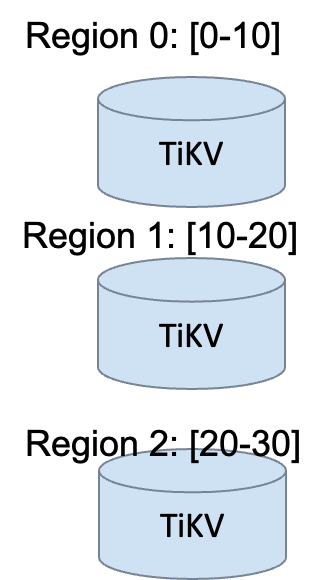 Region 0: [0-10]
TiKV
Region 1: [10-20]
TiKV
Region 2: [20-30]
TiKV